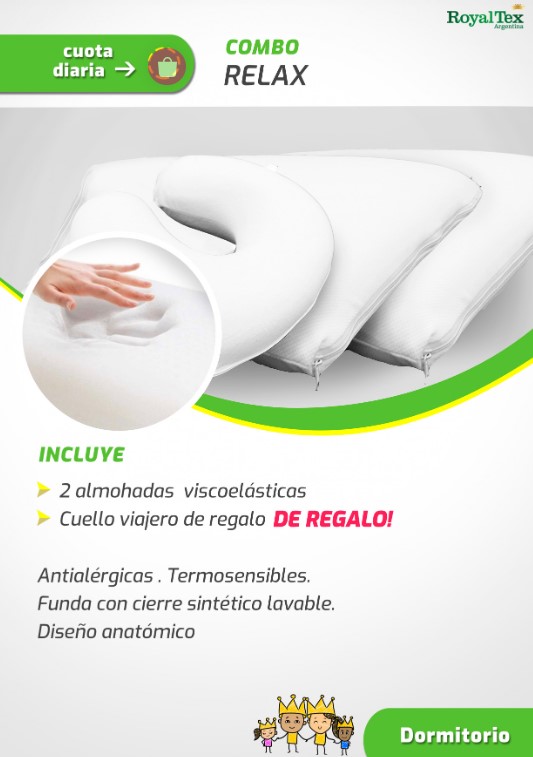 RoyalTex
Argentina
cuota
diaria →
COMBO
RELAX
INCLUYE
2 almohadas viscoelásticas
Cuello viajero de regalo DE REGALO!
Antialérgicas . Termosensibles.
Funda con cierre sintético lavable.
Diseño anatómico
Dormitorio